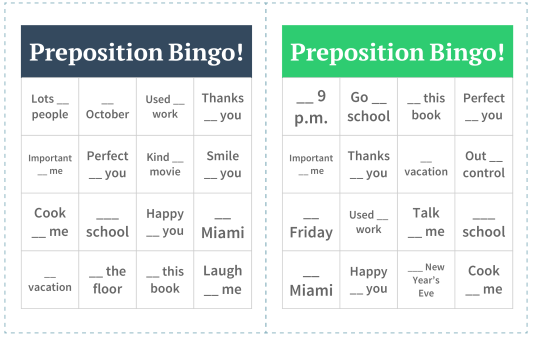 Preposition Bingo!
Lots __ people
__ October
Used __ work
Thanks __ you
Important __ me
Perfect __ you
Kind __ movie
Smile __ you
Cook __ me
___ school
Happy __ you
__ Miami
__ vacation
__ the floor
__ this book
Laugh __ me
Preposition Bingo!
__ 9 p.m.
Go __ school
__ this book
Perfect __ you
Important __ me
Thanks __ you
__ vacation
Out __ control
__ Friday
Used __ work
Talk __ me
___ school
__ Miami
Happy __ you
___ New Year's Eve
Cook __ me